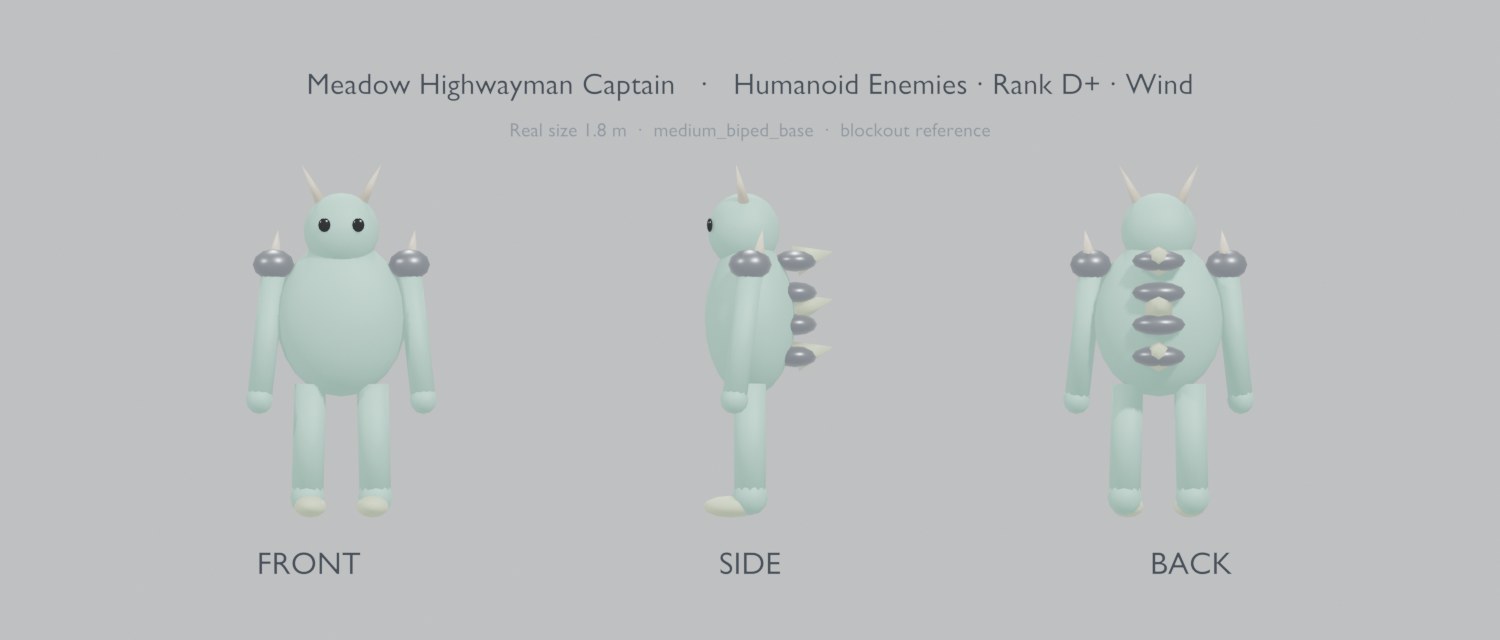 Meadow Highwayman Captain · Humanoid Enemies · Rank D+ · Wind
Real size 1.8 m · medium_biped_base · blockout reference
FRONT SIDE BACK